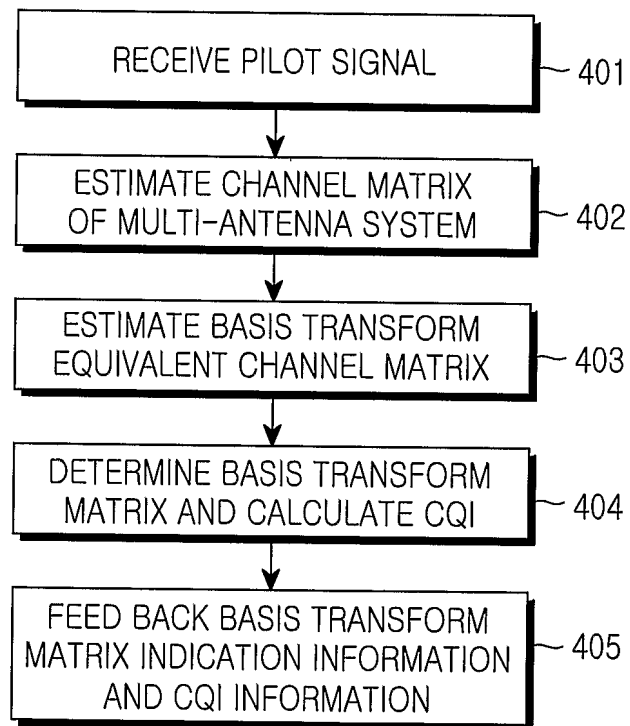 RECEIVE PILOT SIGNAL
401
ESTIMATE CHANNEL MATRIX
OF MULTI-ANTENNA SYSTEM
402
ESTIMATE BASIS TRANSFORM
EQUIVALENT CHANNEL MATRIX
403
DETERMINE BASIS TRANSFORM
MATRIX AND CALCULATE CQI
404
FEED BACK BASIS TRANSFORM
MATRIX INDICATION INFORMATION
AND CQI INFORMATION
405